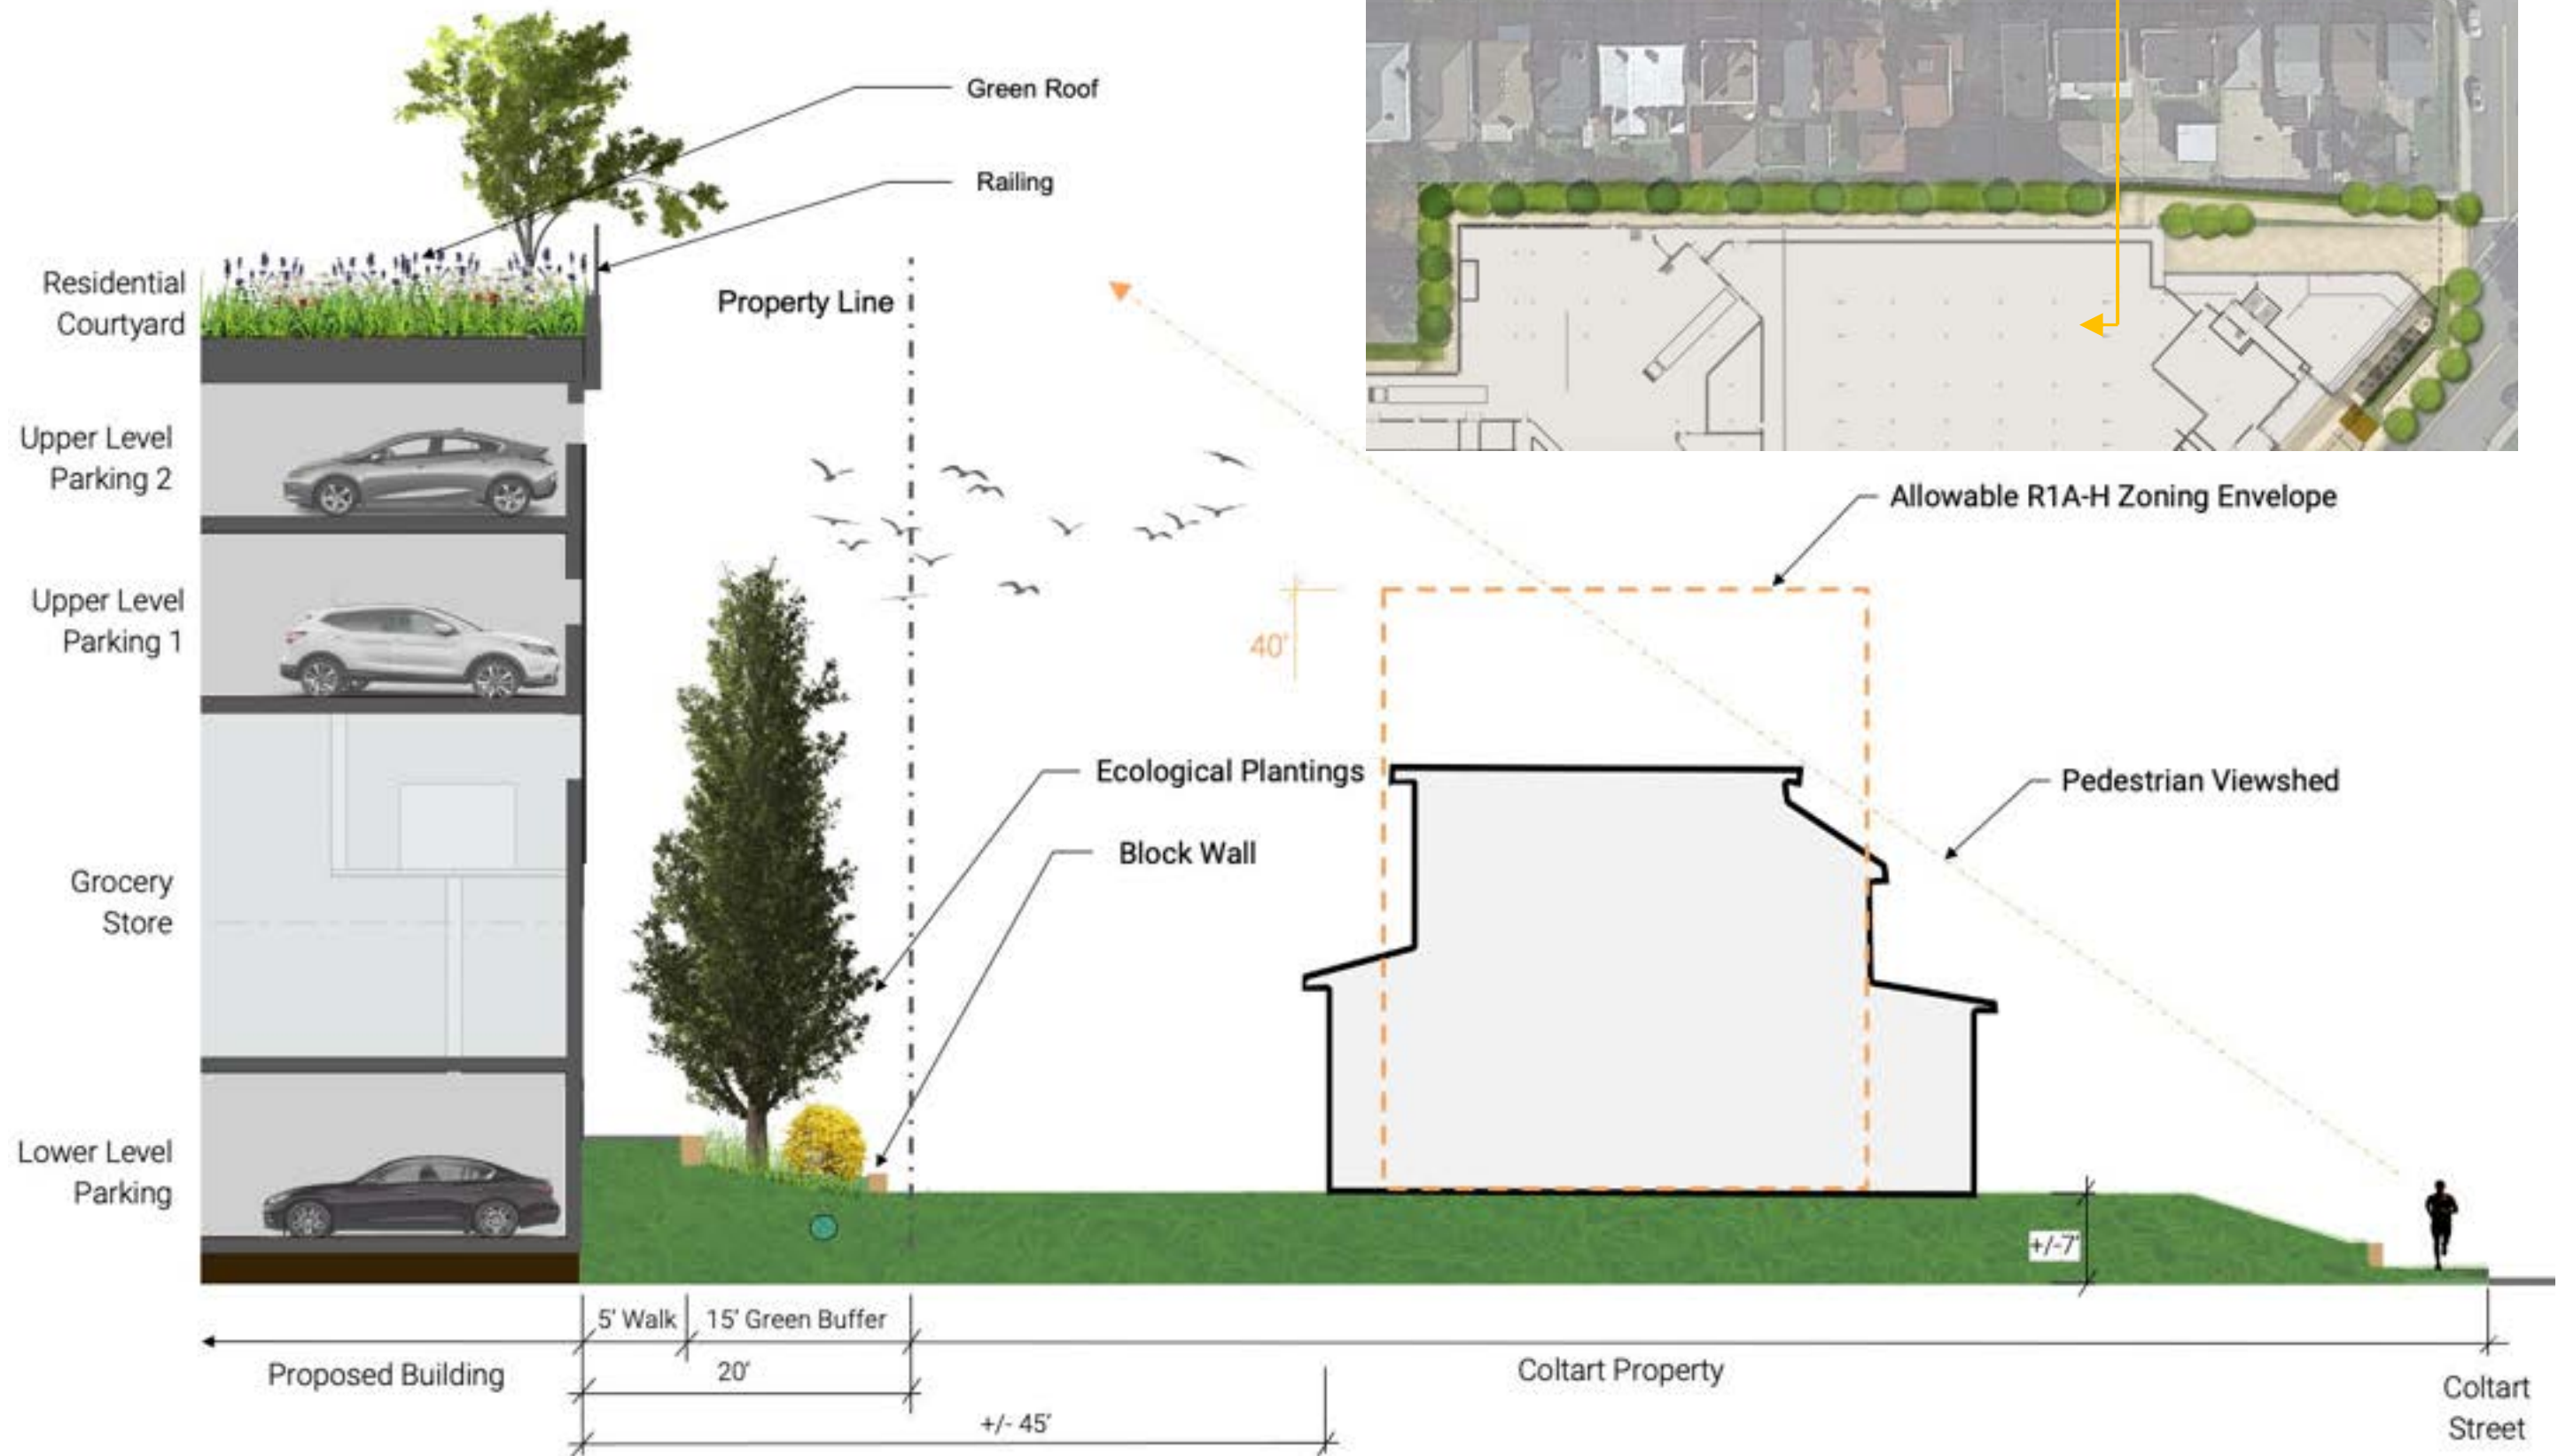 Green Roof
Railing
Residential
Courtyard
Property Line
Upper Level
Parking 2
Allowable R1A-H Zoning Envelope
Upper Level
Parking 1
40'
Ecological Plantings
Pedestrian Viewshed
Block Wall
Grocery
Store
Lower Level
Parking
+/-7'
5' Walk
15' Green Buffer
Proposed Building
20'
Coltart Property
Coltart
Street
+/- 45'